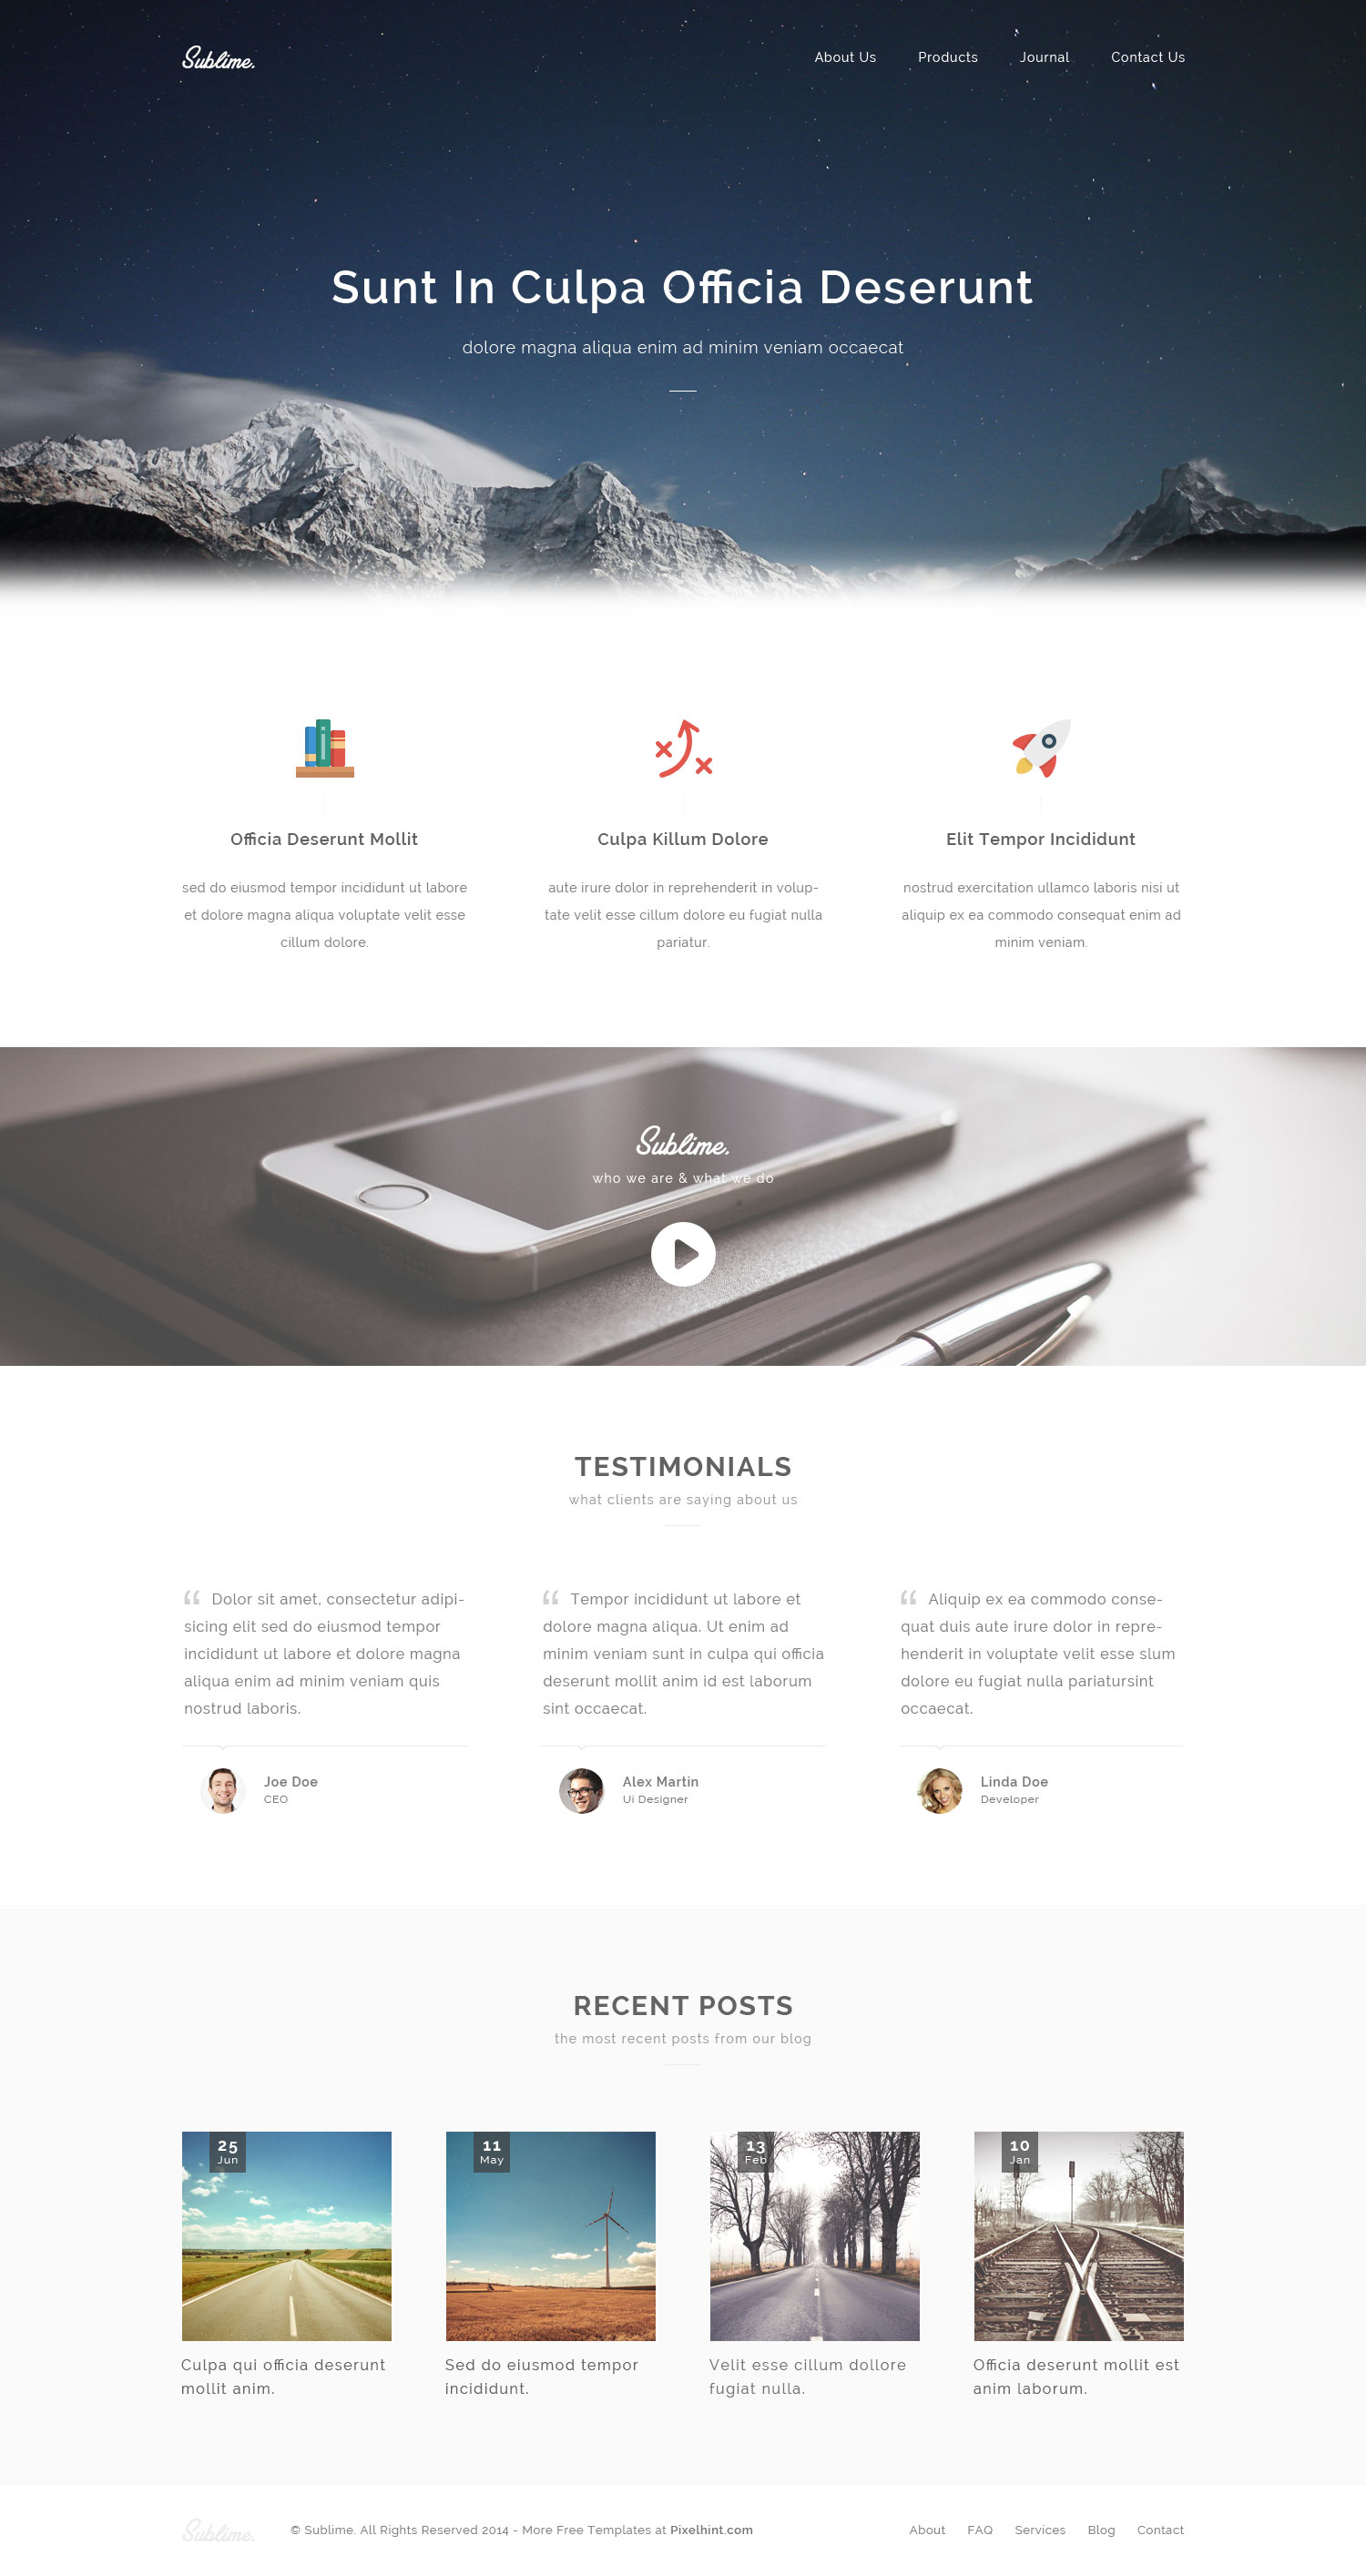 Sublime.
About Us Products Journal Contact Us
Sunt In Culpa Officia Deserunt
dolore magna aliqua enim ad minim veniam occaecat
Officia Deserunt Mollit
sed do eiusmod tempor incididunt ut labore
et dolore magna aliqua voluptate velit esse
cillum dolore.
Culpa Killum Dolore
aute irure dolor in reprehenderit in volup-
tate velit esse cillum dolore eu fugiat nulla
pariatur.
Elit Tempor Incididunt
nostrud exercitation ullamco laboris nisi ut
aliquip ex ea commodo consequat enim ad
minim veniam.
Sublime.
who we are & what we do
TESTIMONIALS
what clients are saying about us
“ Dolor sit amet, consectetur adipi-
sicing elit sed do eiusmod tempor
incididunt ut labore et dolore magna
aliqua enim ad minim veniam quis
nostrud laboris.
Joe Doe
CEO
“ Tempor incididunt ut labore et
dolore magna aliqua. Ut enim ad
minim veniam sunt in culpa qui officia
deserunt mollit anim id est laborum
sint occaecat.
Alex Martin
Ui Designer
“ Aliquip ex ea commodo conse-
quat duis aute irure dolor in repre-
henderit in voluptate velit esse slum
dolore eu fugiat nulla pariatursint
occaecat.
Linda Doe
Developer
RECENT POSTS
the most recent posts from our blog
25
Jun
Culpa qui officia deserunt
mollit anim.
11
May
Sed do eiusmod tempor
incididunt.
13
Feb
Velit esse cillum dollore
fugiat nulla.
10
Jan
Officia deserunt mollit est
anim laborum.
Sublime.
© Sublime. All Rights Reserved 2014 - More Free Templates at Pixelhint.com
About FAQ Services Blog Contact